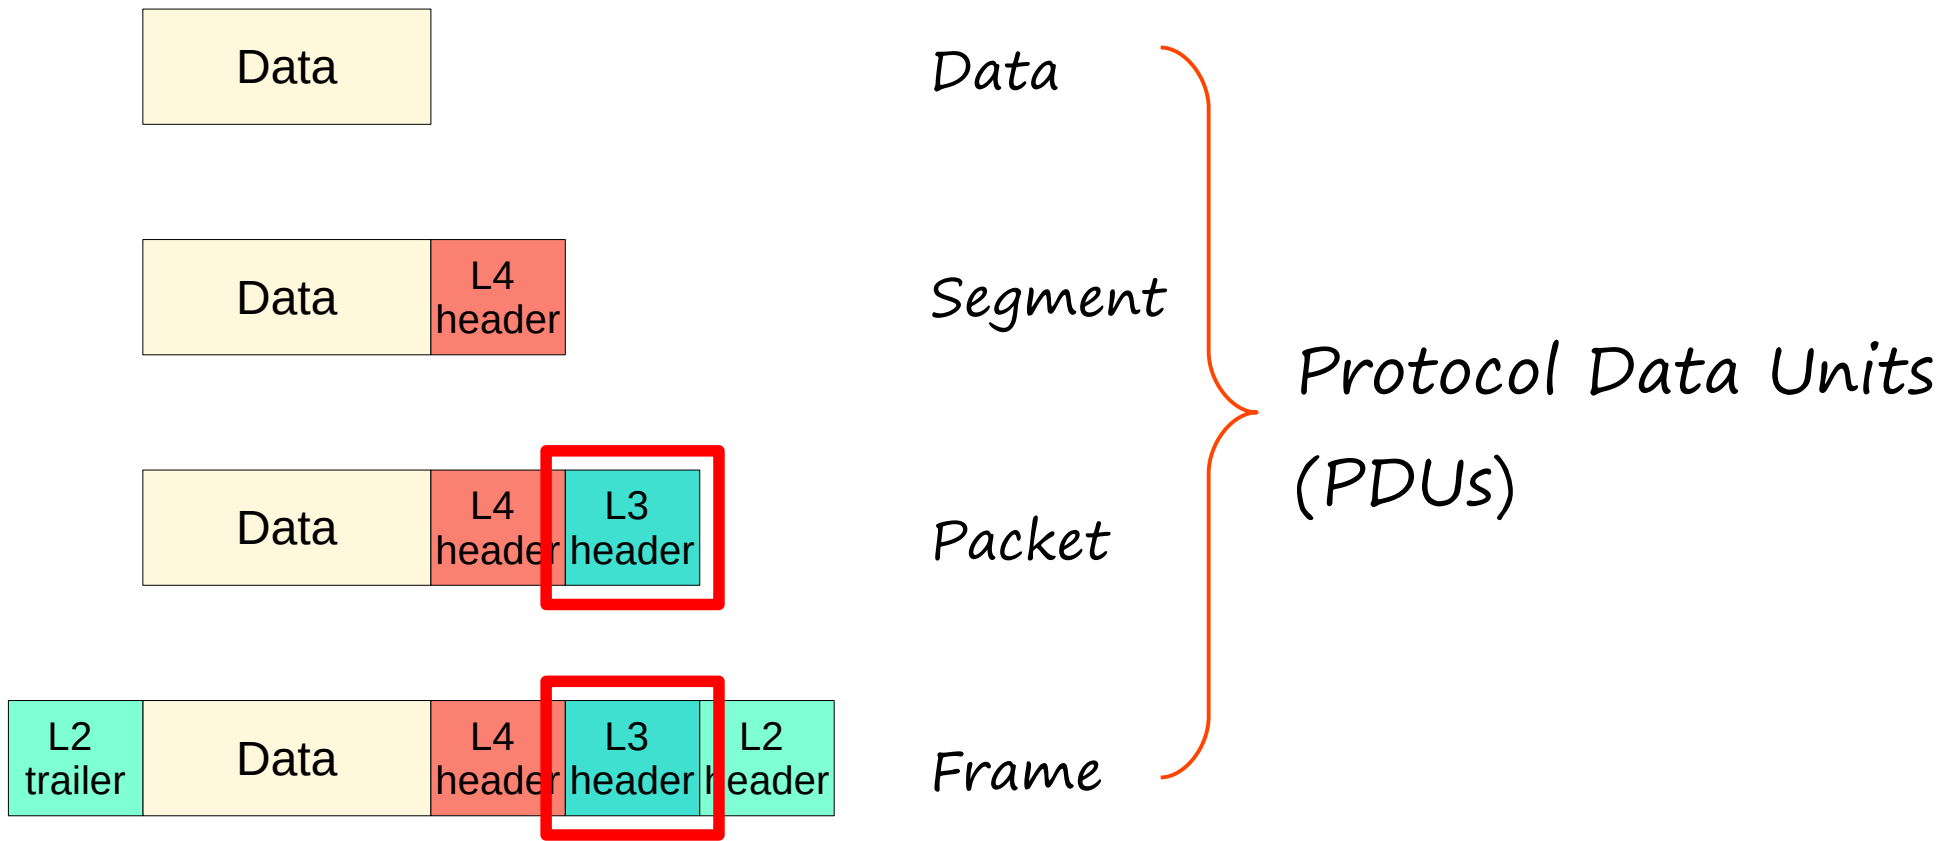 Data
Data
Data
L4
header
Segment
Protocol Data Units
(PDUs)
Data
L4
header
L3
header
Packet
L2
trailer
Data
L4
header
L3
header
L2
header
Frame